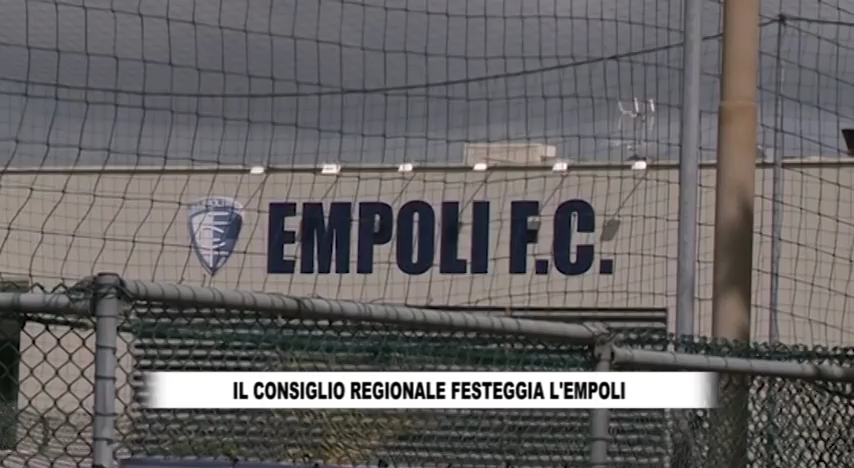 EMPOLI F.C.
IL CONSIGLIO REGIONALE FESTEGGIA L'EMPOLI